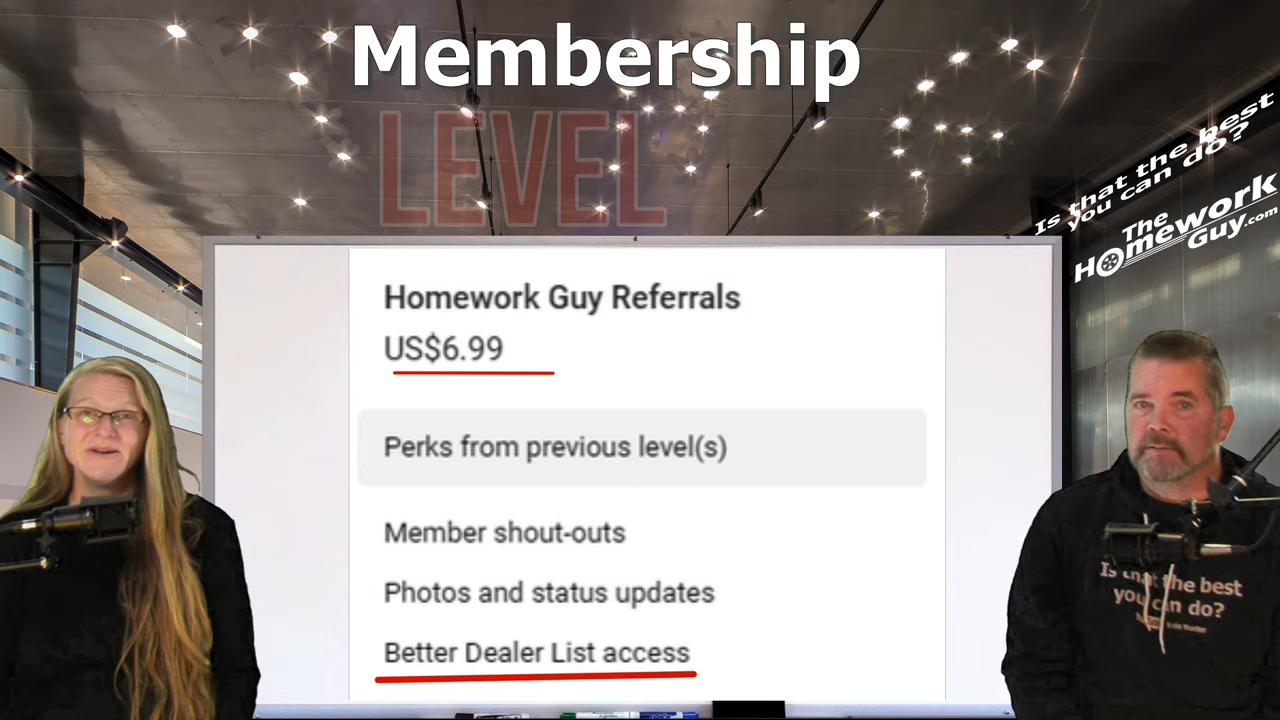 Membership
LEVEL
Is that the best
you can do?
The
Homework
Guy.com
Homework Guy Referrals
US$6.99
Perks from previous level(s)
Member shout-outs
Photos and status updates
Better Dealer List access
Is that the best
you can do?